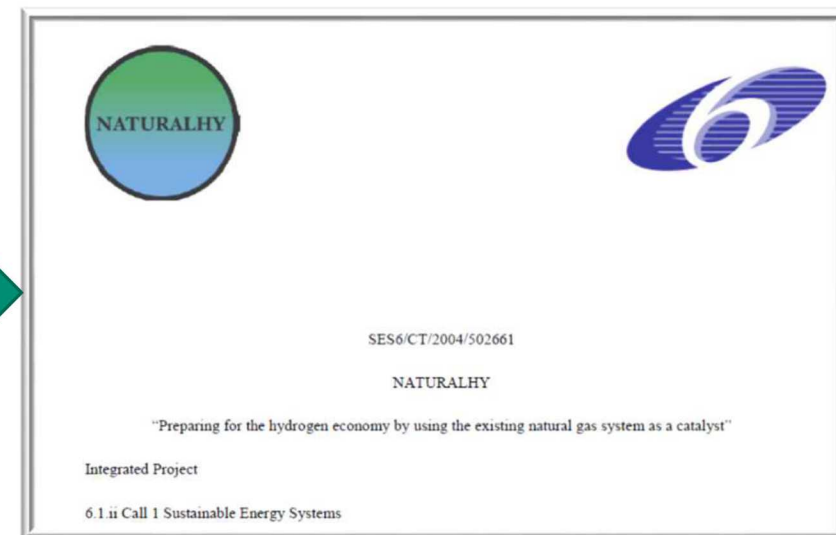 NATURALHY
6
SES6/CT/2004/502661
NATURALHY
“Preparing for the hydrogen economy by using the existing natural gas system as a catalyst”
Integrated Project
6.1.ii Call 1 Sustainable Energy Systems